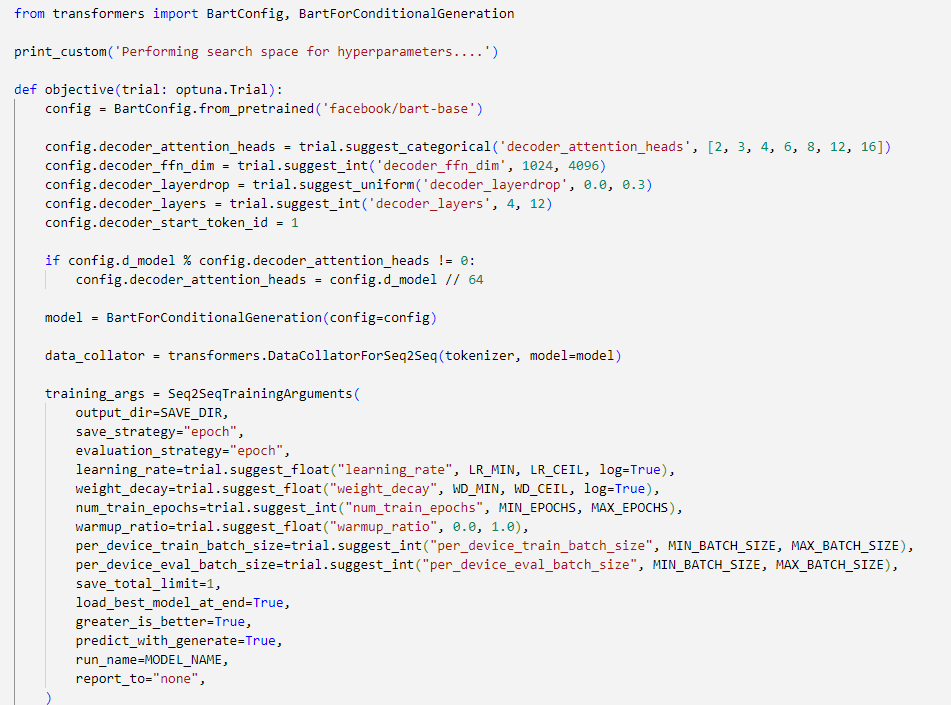 from transformers import BartConfig, BartForConditionalGeneration
print_custom('Performing search space for hyperparameters....')
def objective(trial: optuna.Trial):
config = BartConfig.from_pretrained('facebook/bart-base')
config.decoder_attention_heads = trial.suggest_categorical('decoder_attention_heads', [2, 3, 4, 6, 8, 12, 16])
config.decoder_ffn_dim = trial.suggest_int('decoder_ffn_dim', 1024, 4096)
config.decoder_layerdrop = trial.suggest_uniform('decoder_layerdrop', 0.0, 0.3)
config.decoder_layers = trial.suggest_int('decoder_layers', 4, 12)
config.decoder_start_token_id = 1
if config.d_model % config.decoder_attention_heads != 0:
config.decoder_attention_heads = config.d_model // 64
model = BartForConditionalGeneration(config=config)
data_collator = transformers.DataCollatorForSeq2Seq(tokenizer, model=model)
training_args = Seq2SeqTrainingArguments(
output_dir=SAVE_DIR,
save_strategy="epoch",
evaluation_strategy="epoch",
learning_rate=trial.suggest_float("learning_rate", LR_MIN, LR_CEIL, log=True),
weight_decay=trial.suggest_float("weight_decay", WD_MIN, WD_CEIL, log=True),
num_train_epochs=trial.suggest_int("num_train_epochs", MIN_EPOCHS, MAX_EPOCHS),
warmup_ratio=trial.suggest_float("warmup_ratio", 0.0, 1.0),
per_device_train_batch_size=trial.suggest_int("per_device_train_batch_size", MIN_BATCH_SIZE, MAX_BATCH_SIZE),
per_device_eval_batch_size=trial.suggest_int("per_device_eval_batch_size", MIN_BATCH_SIZE, MAX_BATCH_SIZE),
save_total_limit=1,
load_best_model_at_end=True,
greater_is_better=True,
predict_with_generate=True,
run_name=MODEL_NAME,
report_to="none",
)